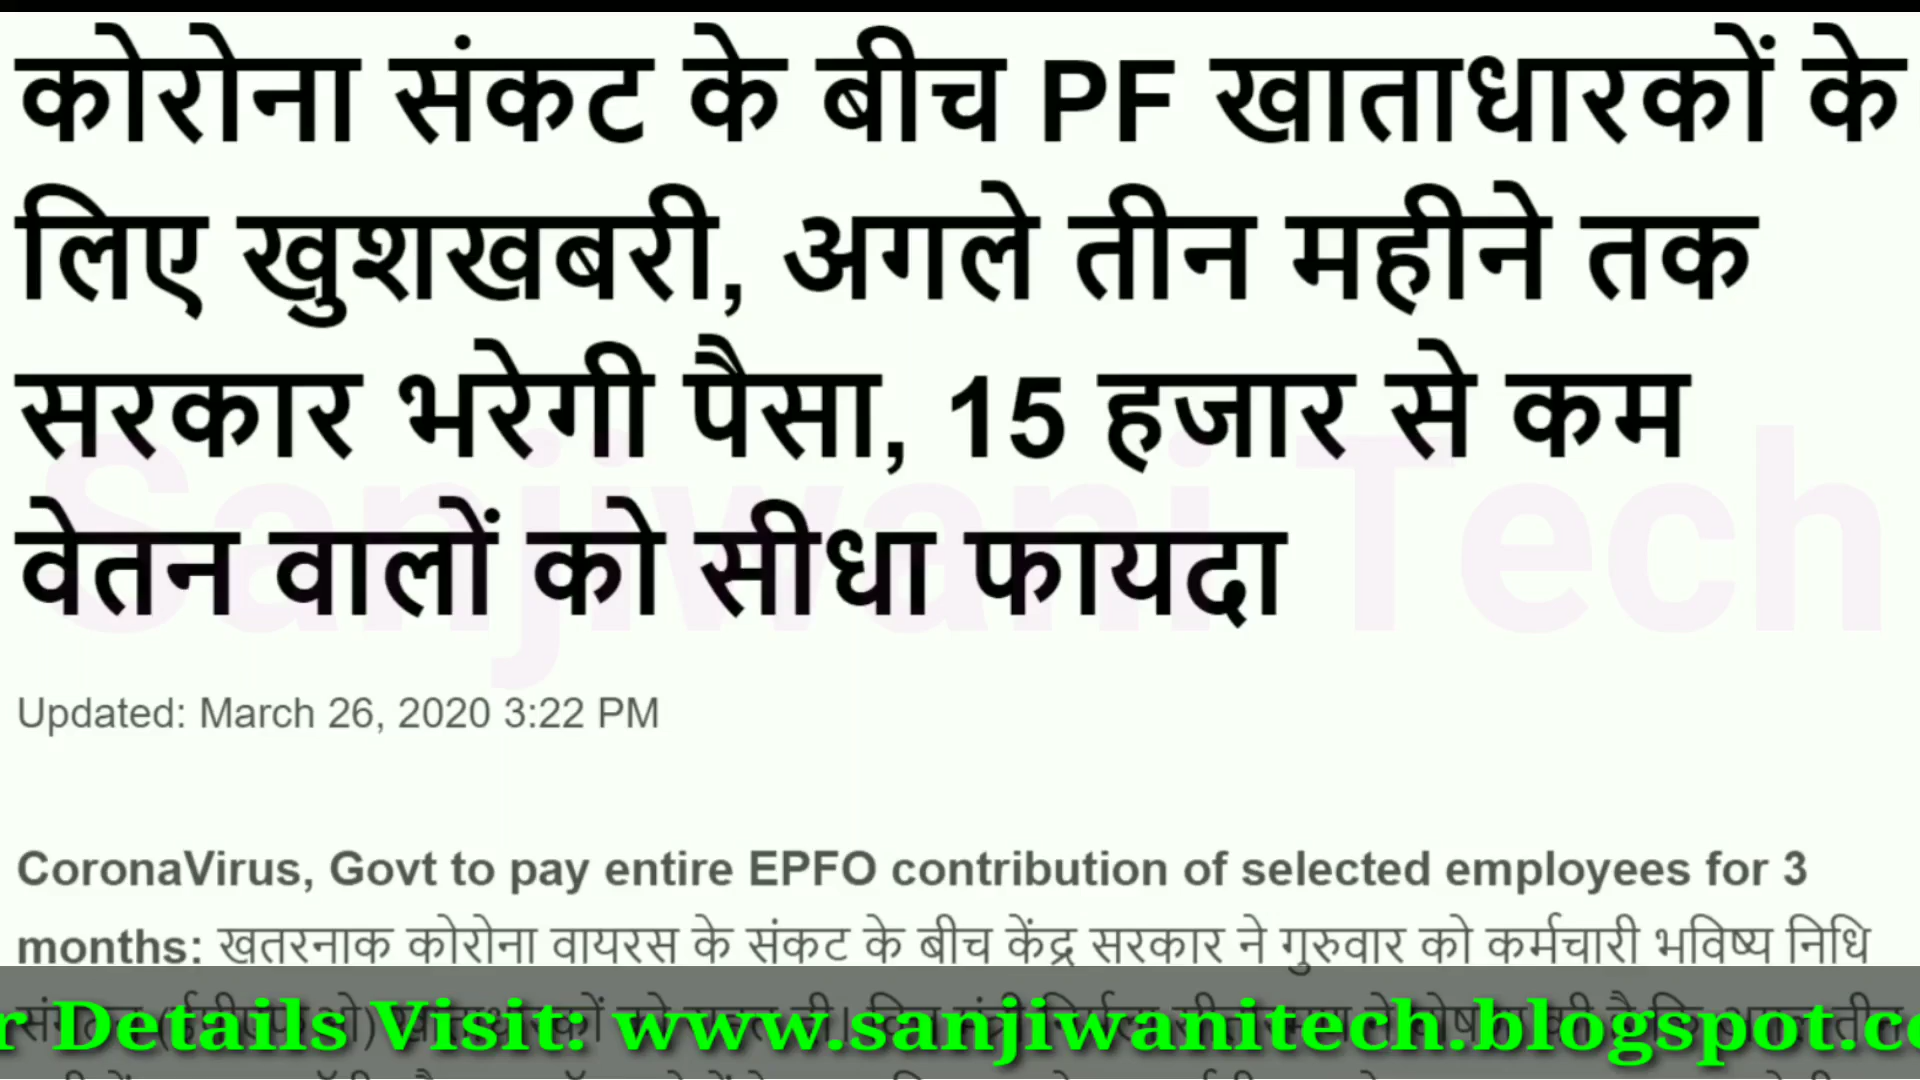 कोरोना संकट के बीच PF खाताधारकों के
लिए खुशखबरी, अगले तीन महीने तक
सरकार भरेगी पैसा, 15 हजार से कम
वेतन वालों को सीधा फायदा
Sanjiwani Tech
Updated: March 26, 2020 3:22 PM
CoronaVirus, Govt to pay entire EPFO contribution of selected employees for 3
months: खतरनाक कोरोना वायरस के संकट के बीच केंद्र सरकार ने गुरुवार को कर्मचारी भविष्य निधि
Details Visit: www.sanjiwanitech.blogspot.c